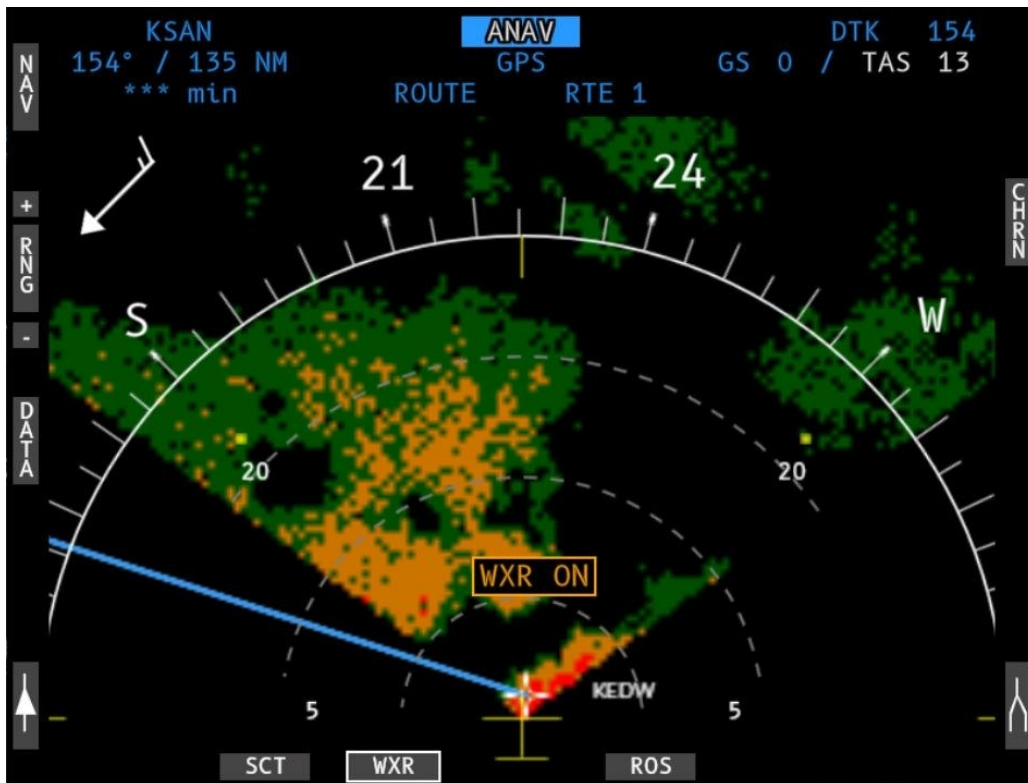 KSAN ANAV DTK 154
154° / 135 NM GPS GS 0 / TAS 13
*** min ROUTE RTE 1
NAV
21 24
+
RNG
-
CHRN
S W
DATA
20 20
WXR ON
KEDW
5 5
SCT WXR ROS